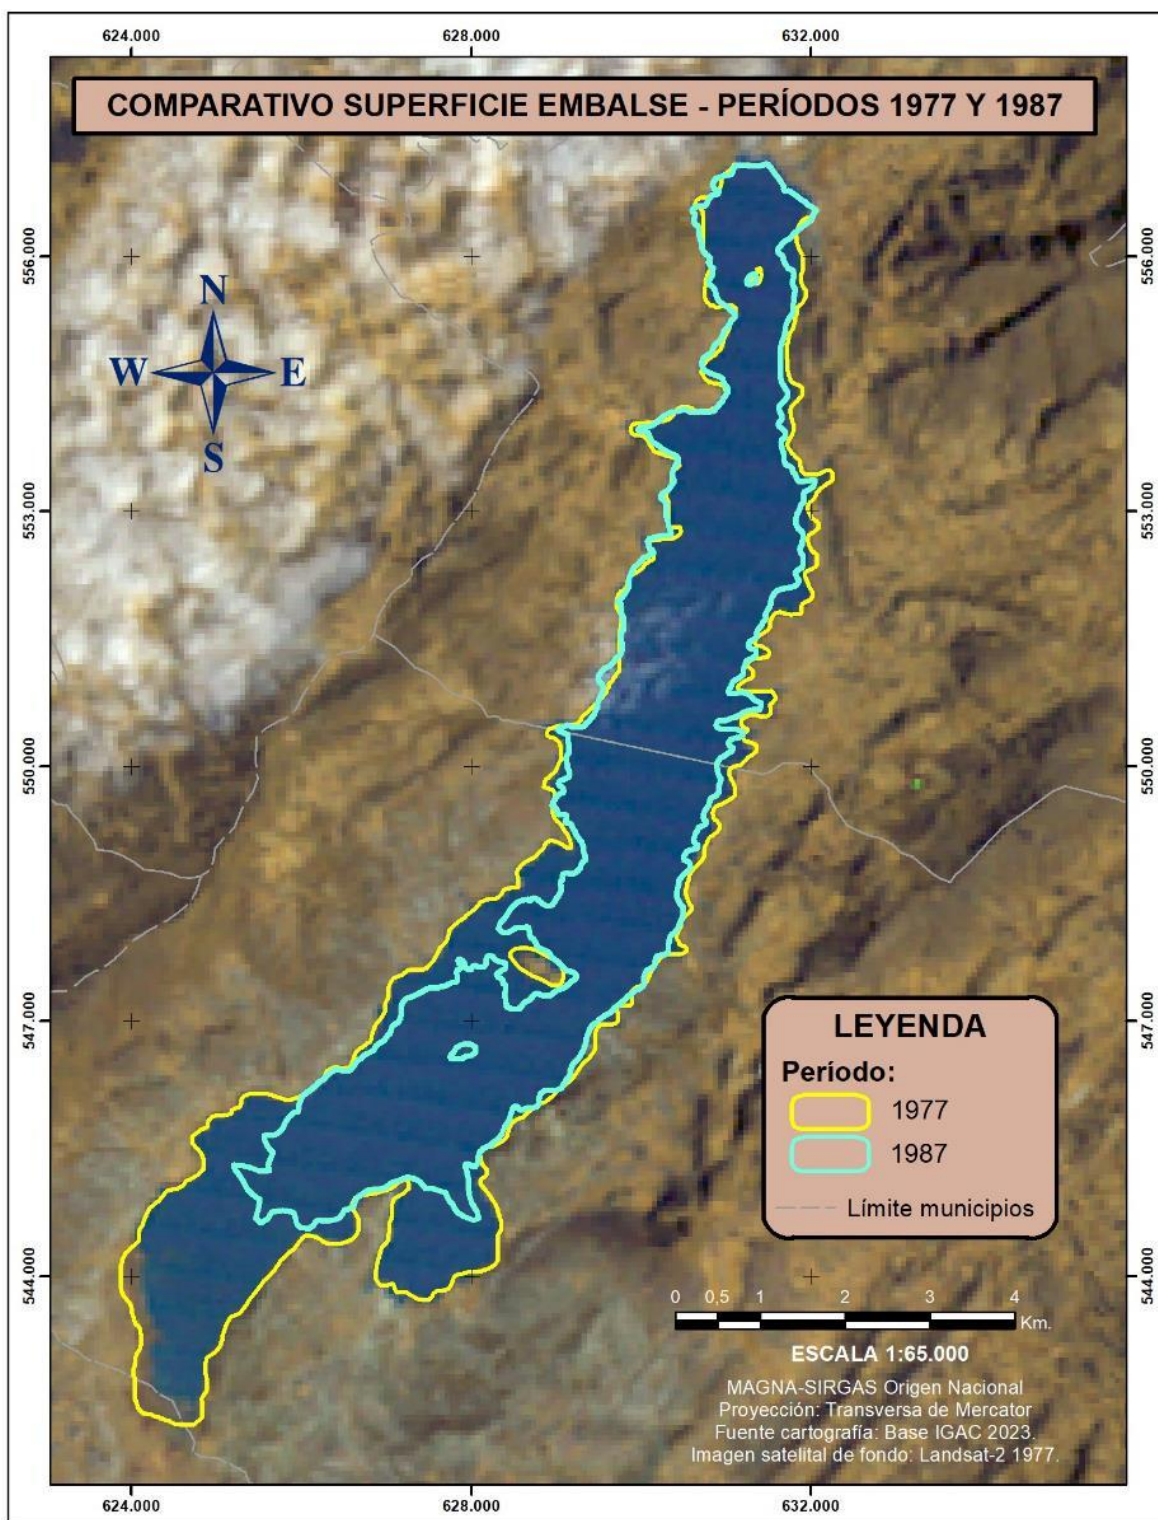 624.000 628.000 632.000
COMPARATIVO SUPERFICIE EMBALSE - PERÍODOS 1977 Y 1987
556.000 556.000
N
W E
S
553.000 553.000
550.000 550.000
547.000 547.000
LEYENDA
Período:
1977
1987
Límite municipios
544.000 544.000
0 0,5 1 2 3 4
Km.
ESCALA 1:65.000
MAGNA-SIRGAS Origen Nacional
Proyección: Transversa de Mercator
Fuente cartografía: Base IGAC 2023.
Imagen satelital de fondo: Landsat-2 1977.
624.000 628.000 632.000